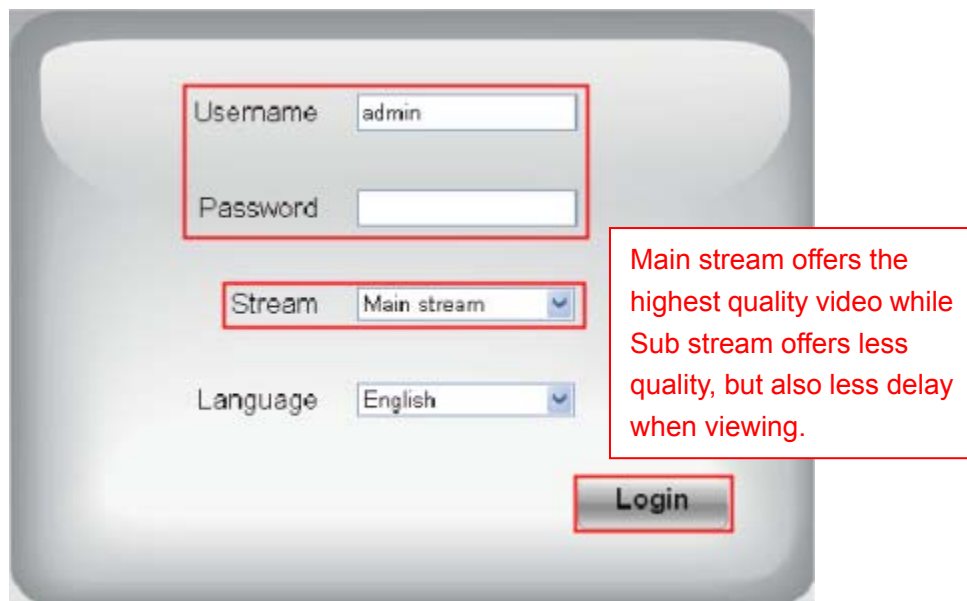 Username admin
Password
Stream Main stream
Language English
Main stream offers the
highest quality video while
Sub stream offers less
quality, but also less delay
when viewing.
Login